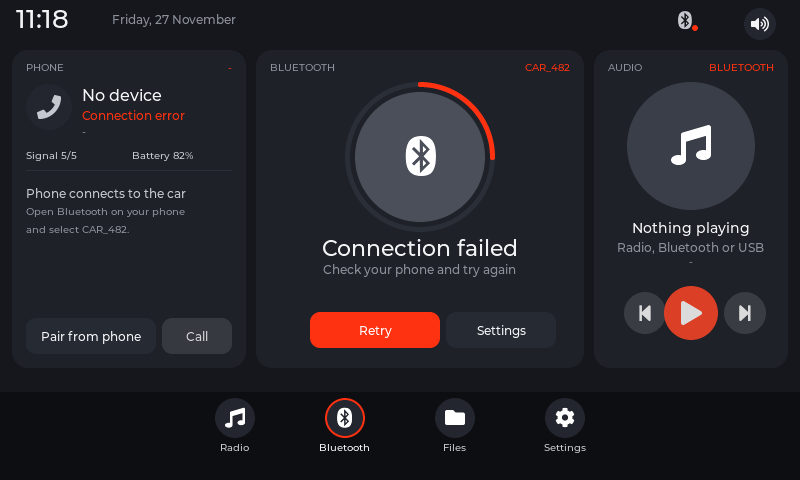 11:18
Friday, 27 November
PHONE
-
No device
Connection error
-
Signal 5/5
Battery 82%
Phone connects to the car
Open Bluetooth on your phone
and select CAR_482.
Pair from phone
Call
BLUETOOTH
CAR_482
Connection failed
Check your phone and try again
Retry
Settings
AUDIO
BLUETOOTH
Nothing playing
Radio, Bluetooth or USB
-
Radio
Bluetooth
Files
Settings